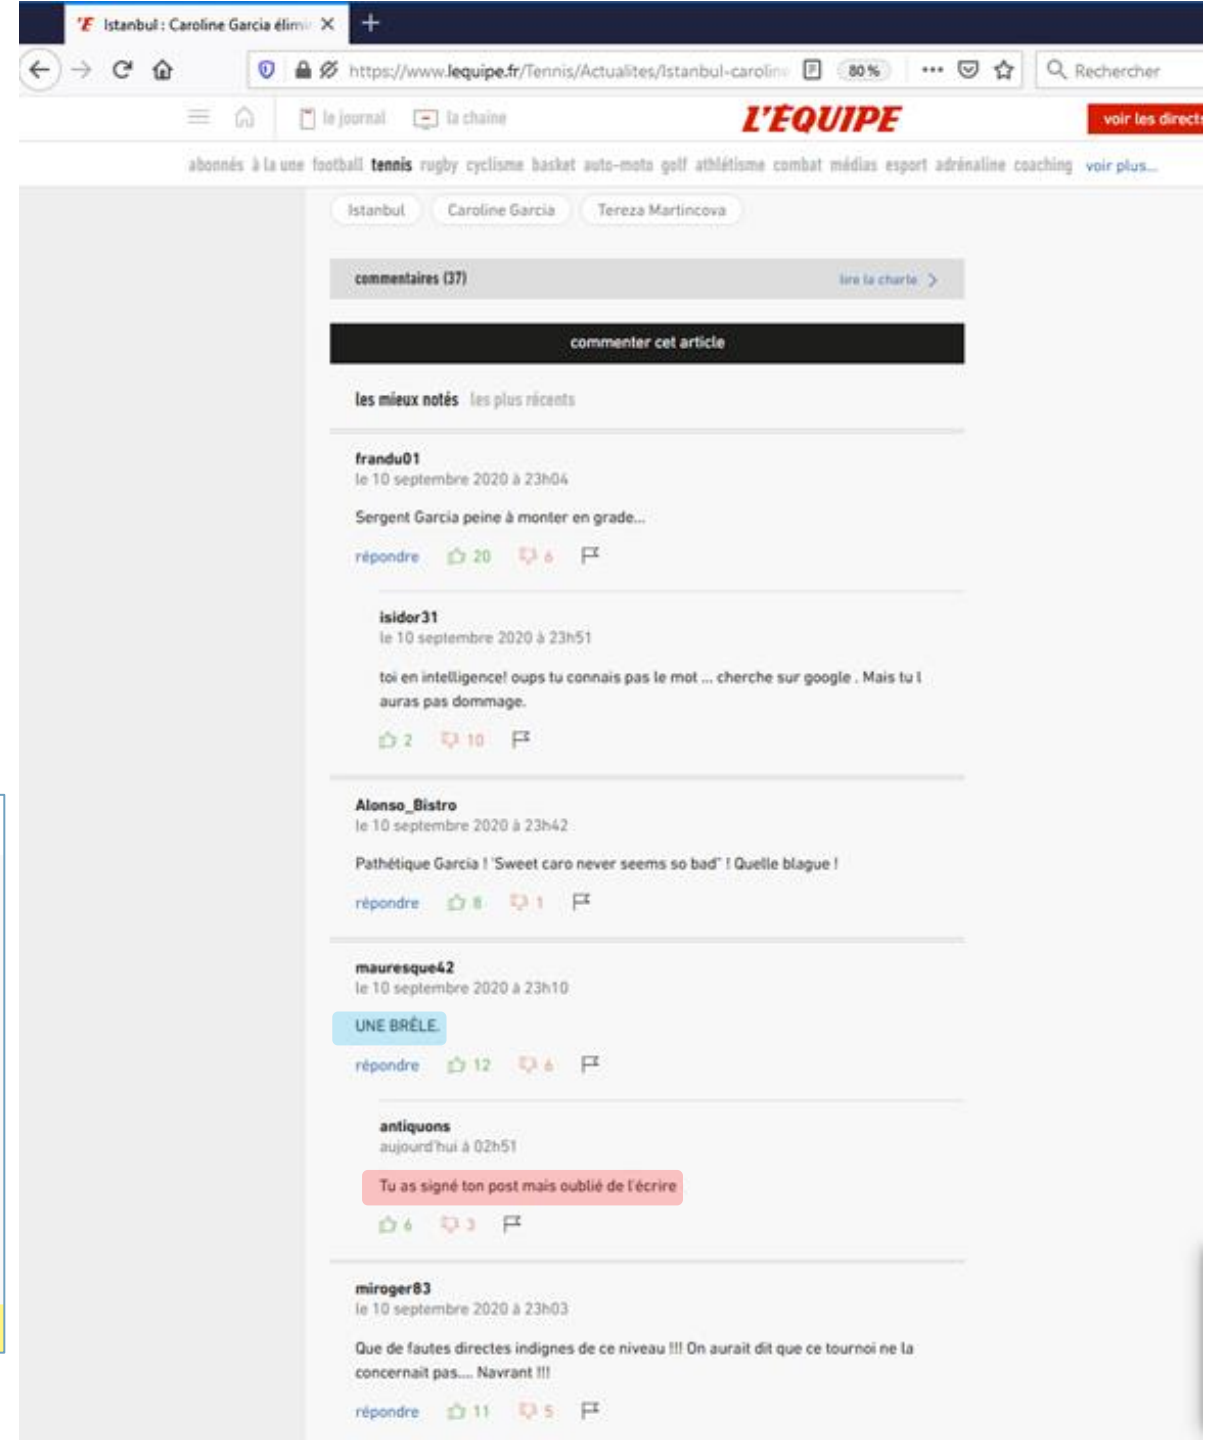 Istanbul : Caroline Garcia élimi
https://www.lequipe.fr/Tennis/Actualites/Istanbul-caroline
80 %
Rechercher
le journal
la chaine
L'ÉQUIPE
voir les directs
abonnés à la une football tennis rugby cyclisme basket auto-moto golf athlétisme combat médias esport adrénaline coaching voir plus...
Istanbul Caroline Garcia Tereza Martincova
commentaires (37) lire la charte >
commenter cet article
les mieux notés les plus récents
frandu01
le 10 septembre 2020 à 23h04
Sergent Garcia peine à monter en grade...
répondre 20 6
isidor31
le 10 septembre 2020 à 23h51
toi en intelligence! oups tu connais pas le mot ... cherche sur google . Mais tu l
auras pas dommage.
2 10
Alonso_Bistro
le 10 septembre 2020 à 23h42
Pathétique Garcia ! 'Sweet caro never seems so bad" ! Quelle blague !
répondre 8 1
mauresque42
le 10 septembre 2020 à 23h10
UNE BRÊLE.
répondre 12 6
antiquons
aujourd'hui à 02h51
Tu as signé ton post mais oublié de l'écrire
6 3
miroger83
le 10 septembre 2020 à 23h03
Que de fautes directes indignes de ce niveau !!! On aurait dit que ce tournoi ne la
concernait pas.... Navrant !!!
répondre 11 5